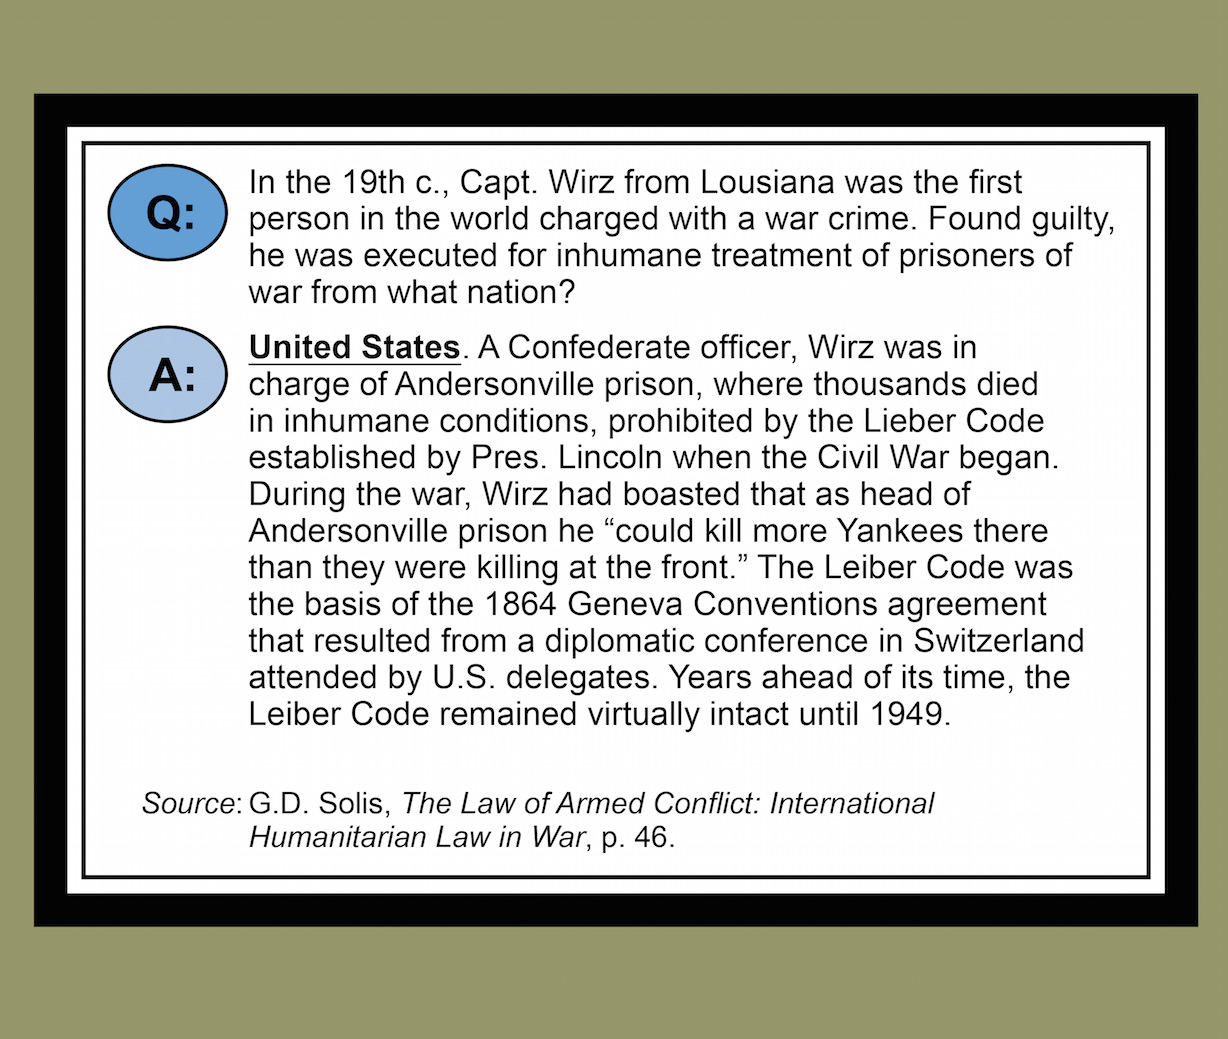 Q:
In the 19th c., Capt. Wirz from Lousiana was the first
person in the world charged with a war crime. Found guilty,
he was executed for inhumane treatment of prisoners of
war from what nation?
A:
United States. A Confederate officer, Wirz was in
charge of Andersonville prison, where thousands died
in inhumane conditions, prohibited by the Lieber Code
established by Pres. Lincoln when the Civil War began.
During the war, Wirz had boasted that as head of
Andersonville prison he “could kill more Yankees there
than they were killing at the front.” The Leiber Code was
the basis of the 1864 Geneva Conventions agreement
that resulted from a diplomatic conference in Switzerland
attended by U.S. delegates. Years ahead of its time, the
Leiber Code remained virtually intact until 1949.
Source: G.D. Solis, The Law of Armed Conflict: International
Humanitarian Law in War, p. 46.